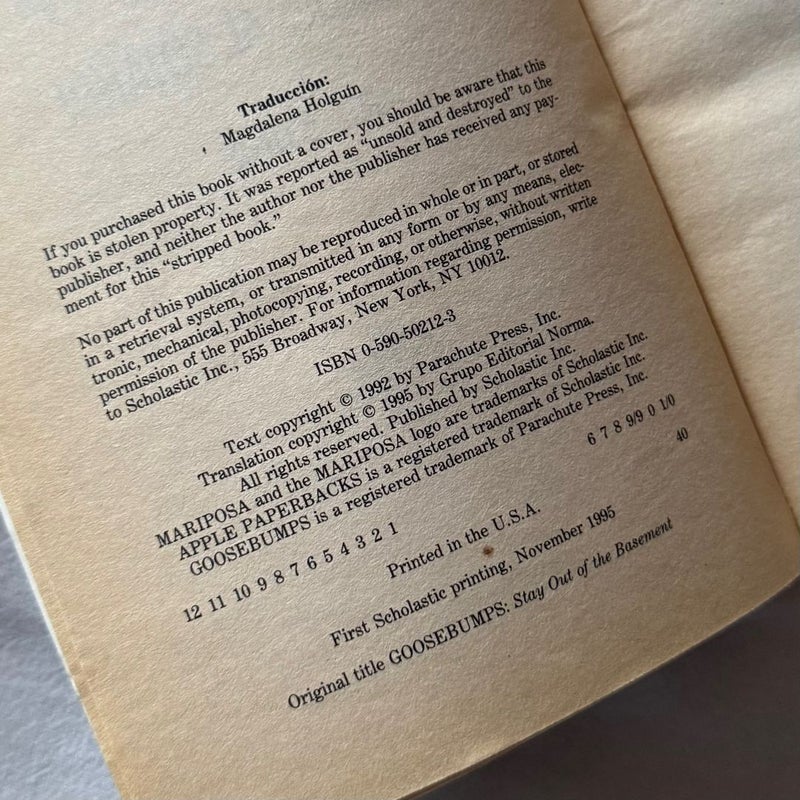 Traducción:
Magdalena Holguín
If you purchased this book without a cover, you should be aware that this
book is stolen property. It was reported as “unsold and destroyed” to the
publisher, and neither the author nor the publisher has received any pay-
ment for this “stripped book.”
No part of this publication may be reproduced in whole or in part, or stored
in a retrieval system, or transmitted in any form or by any means, elec-
tronic, mechanical, photocopying, recording, or otherwise, without written
permission of the publisher. For information regarding permission, write
to Scholastic Inc., 555 Broadway, New York, NY 10012.
ISBN 0-590-50212-3
Text copyright © 1992 by Parachute Press, Inc.
Translation copyright © 1995 by Grupo Editorial Norma.
All rights reserved. Published by Scholastic Inc.
MARIPOSA and the MARIPOSA logo are trademarks of Scholastic Inc.
APPLE PAPERBACKS is a registered trademark of Scholastic Inc.
GOOSEBUMPS is a registered trademark of Parachute Press, Inc.
12 11 10 9 8 7 6 5 4 3 2 1 6 7 8 9/9 0 1/0
40
Printed in the U.S.A.
First Scholastic printing, November 1995
Original title GOOSEBUMPS: Stay Out of the Basement